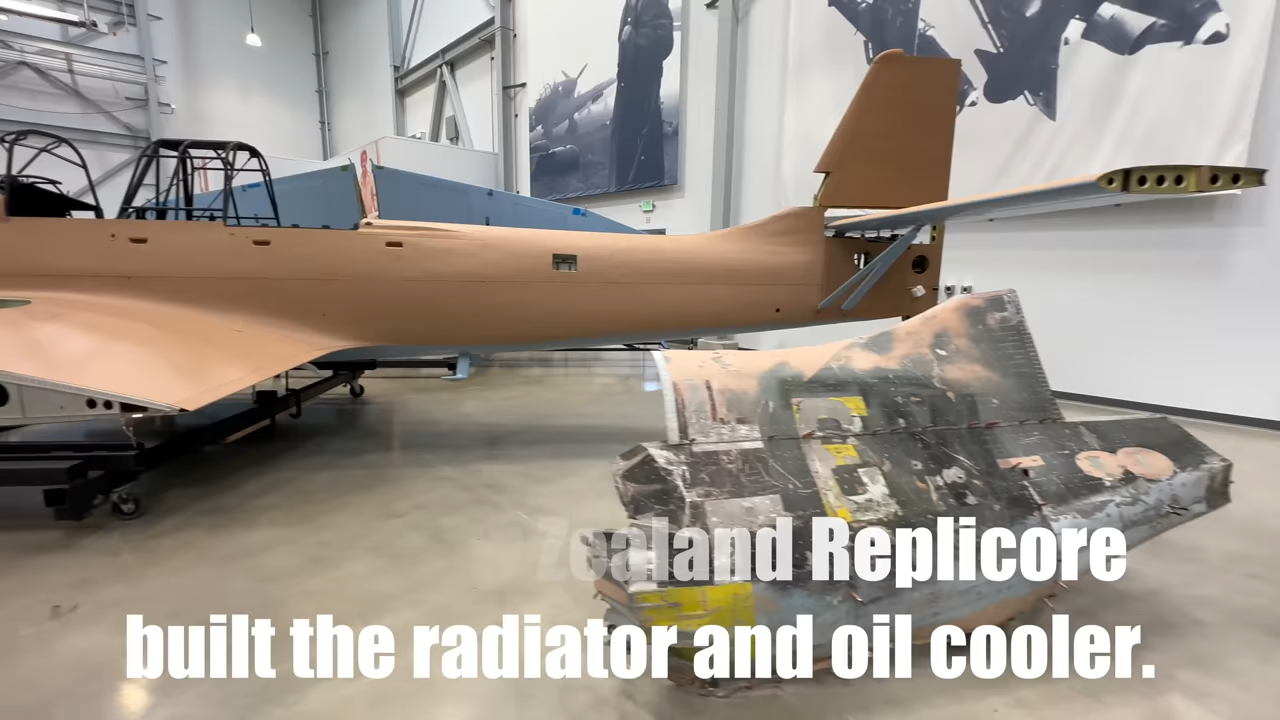 Zealand Replicore
built the radiator and oil cooler.